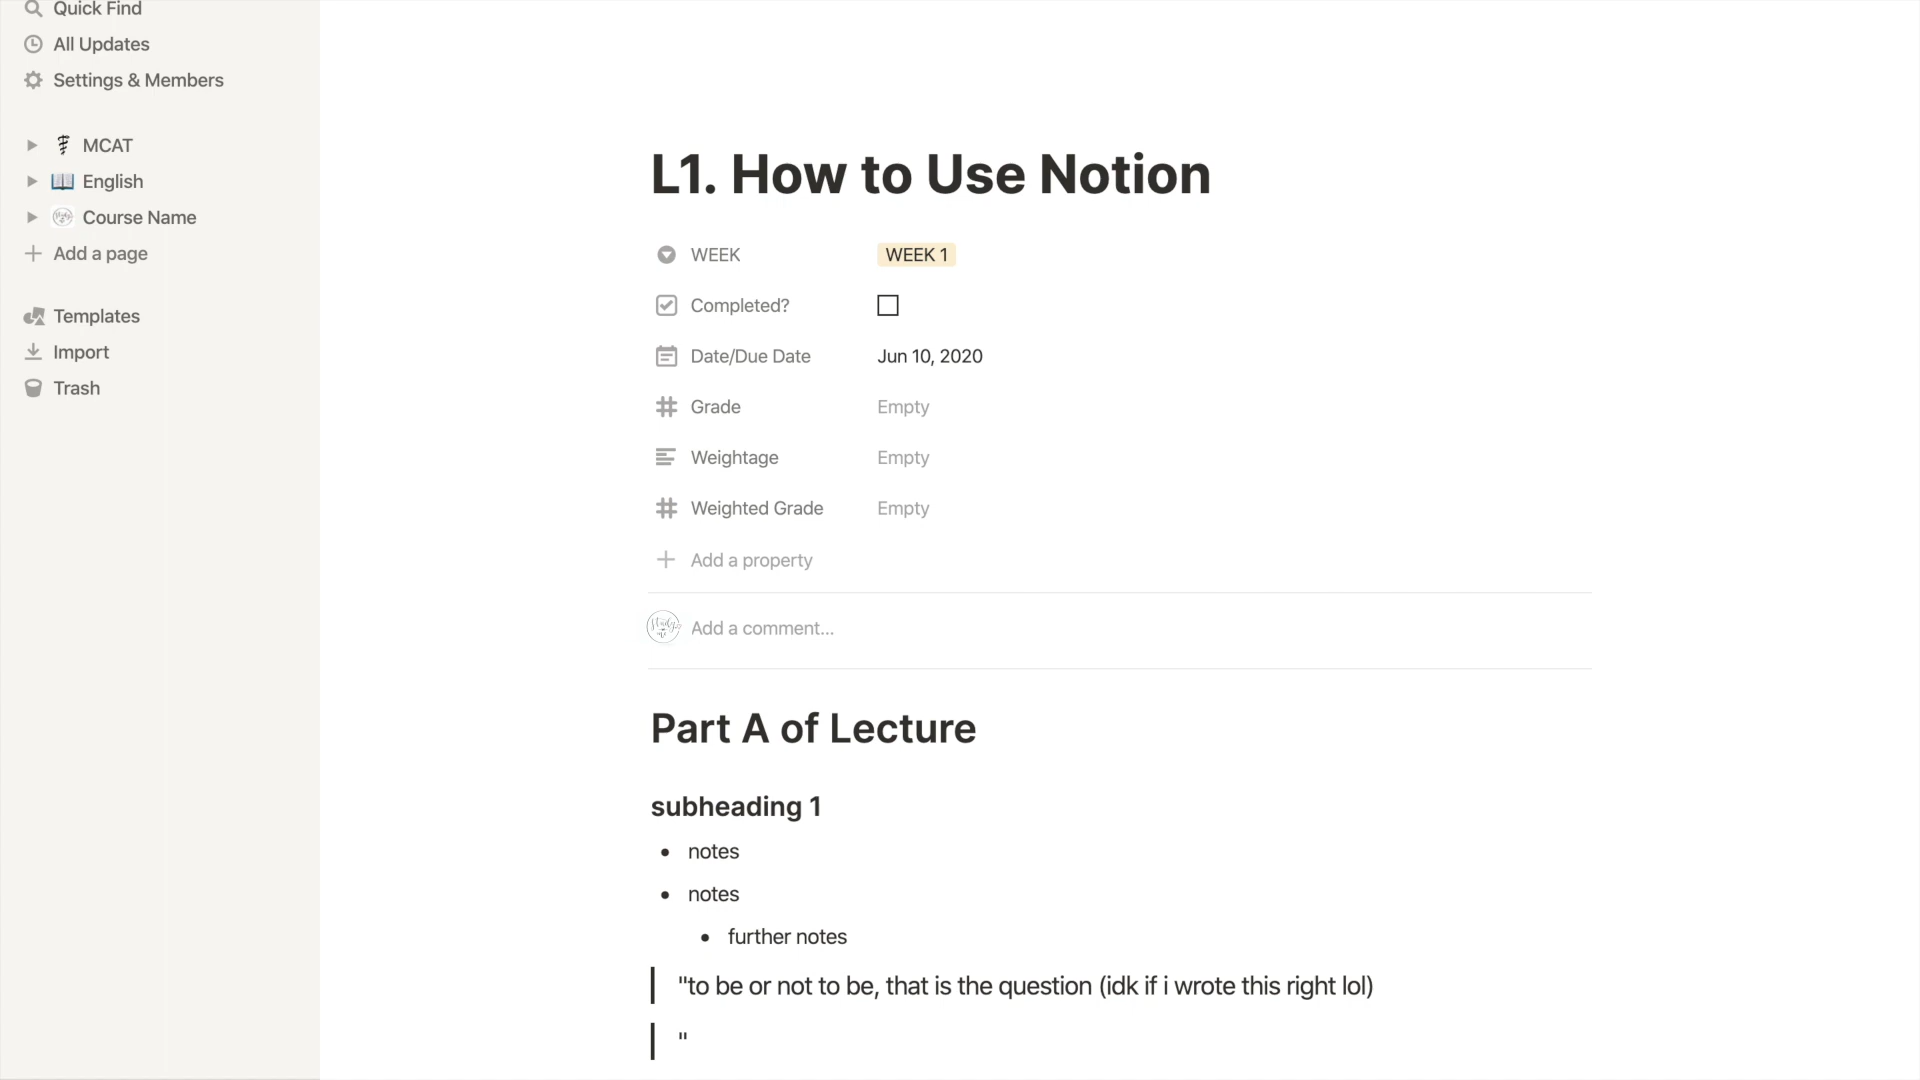 Quick Find
All Updates
Settings & Members
MCAT
English
Course Name
Add a page
Templates
Import
Trash
L1. How to Use Notion
WEEK WEEK 1
Completed?
Date/Due Date Jun 10, 2020
Grade Empty
Weightage Empty
Weighted Grade Empty
Add a property
Add a comment...
Part A of Lecture
subheading 1
notes
notes
further notes
"to be or not to be, that is the question (idk if i wrote this right lol)
"